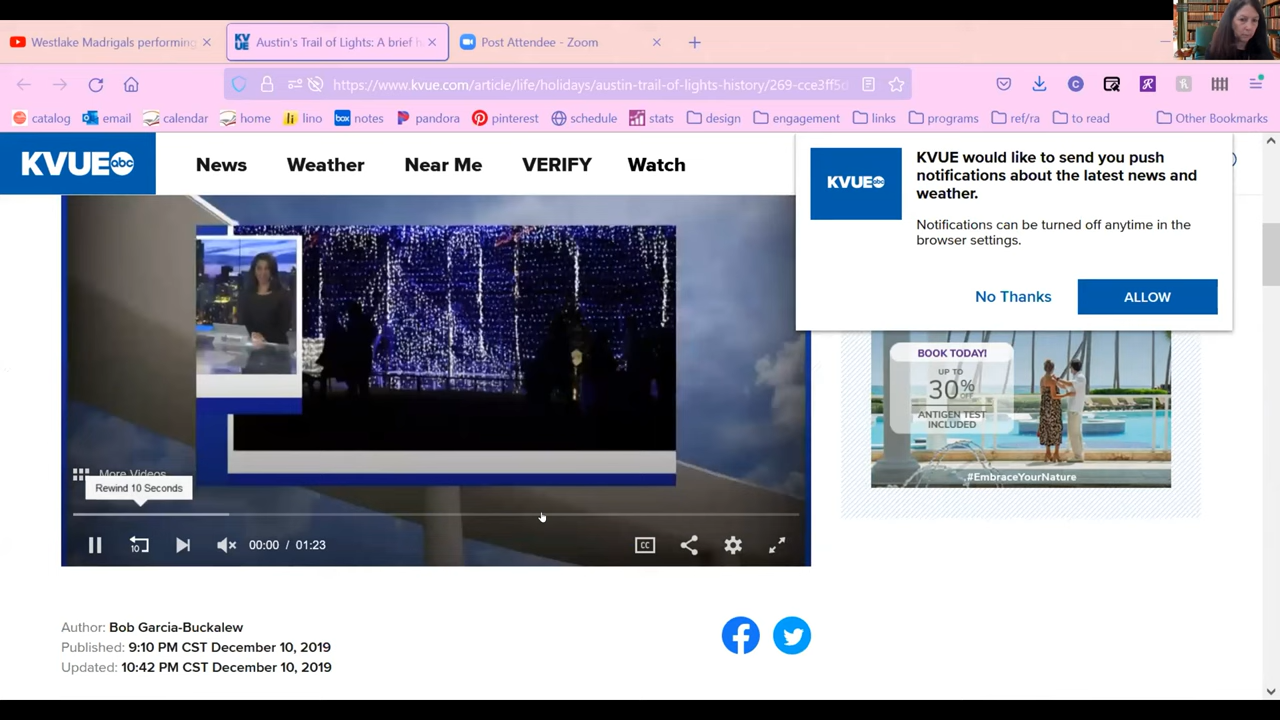 Westlake Madrigals performing
Austin's Trail of Lights: A brief h
Post Attendee - Zoom
https://www.kvue.com/article/life/holidays/austin-trail-of-lights-history/269-cce3ff5d
catalog email calendar home lino notes pandora pinterest schedule stats design engagement links programs ref/ra to read Other Bookmarks
KVUE abc
News Weather Near Me VERIFY Watch
KVUE abc
KVUE would like to send you push
notifications about the latest news and
weather.
Notifications can be turned off anytime in the
browser settings.
No Thanks ALLOW
BOOK TODAY!
UP TO
30%
OFF
ANTIGEN TEST
INCLUDED
#EmbraceYourNature
More Videos
Rewind 10 Seconds
10 00:00 / 01:23 CC
Author: Bob Garcia-Buckalew
Published: 9:10 PM CST December 10, 2019
Updated: 10:42 PM CST December 10, 2019